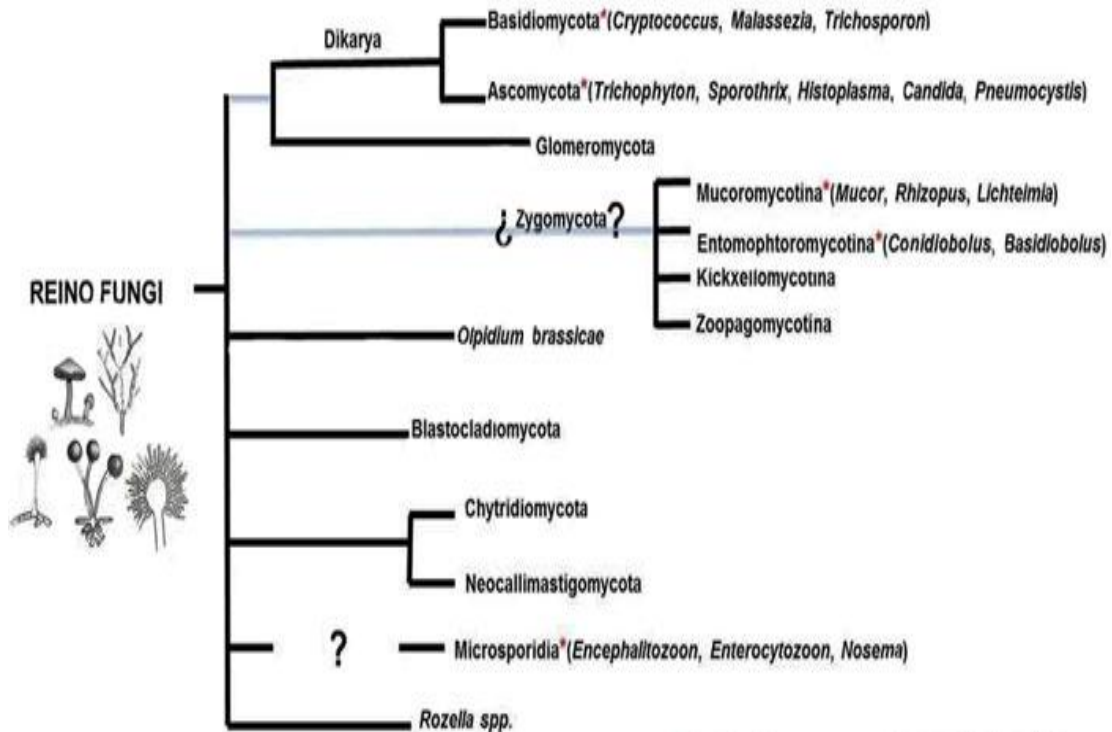 Dikarya
Basidiomycota*(Cryptococcus, Malassezia, Trichosporon)
Ascomycota*(Trichophyton, Sporothrix, Histoplasma, Candida, Pneumocystis)
Glomeromycota
¿ Zygomycota?
Mucoromycotina*(Mucor, Rhizopus, Lichtelmia)
Entomophtoromycotina*(Conidiobolus, Basidiobolus)
Kickxellomycotina
Zoopagomycotina
REINO FUNGI
Olpidium brassicae
Blastocladiomycota
Chytridiomycota
Neocallimastigomycota
?
Microsporidia*(Encephalitozoon, Enterocytozoon, Nosema)
Rozella spp.